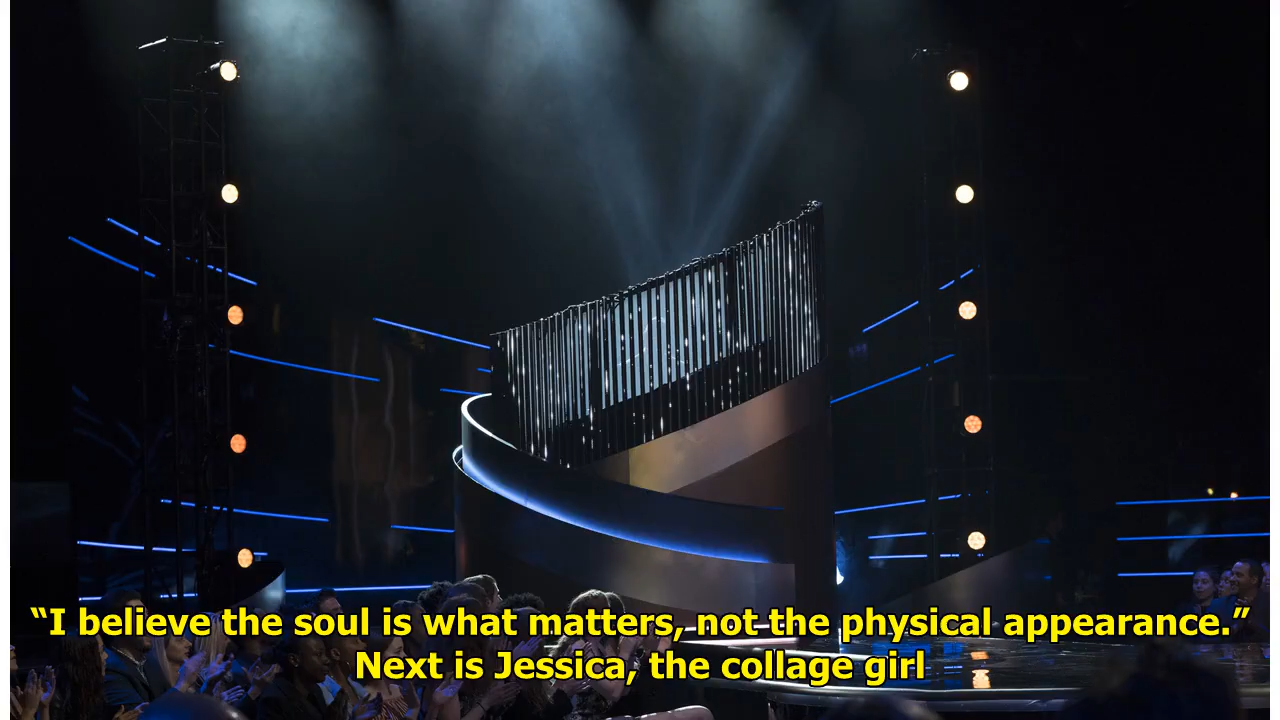 “I believe the soul is what matters, not the physical appearance.”
Next is Jessica, the collage girl